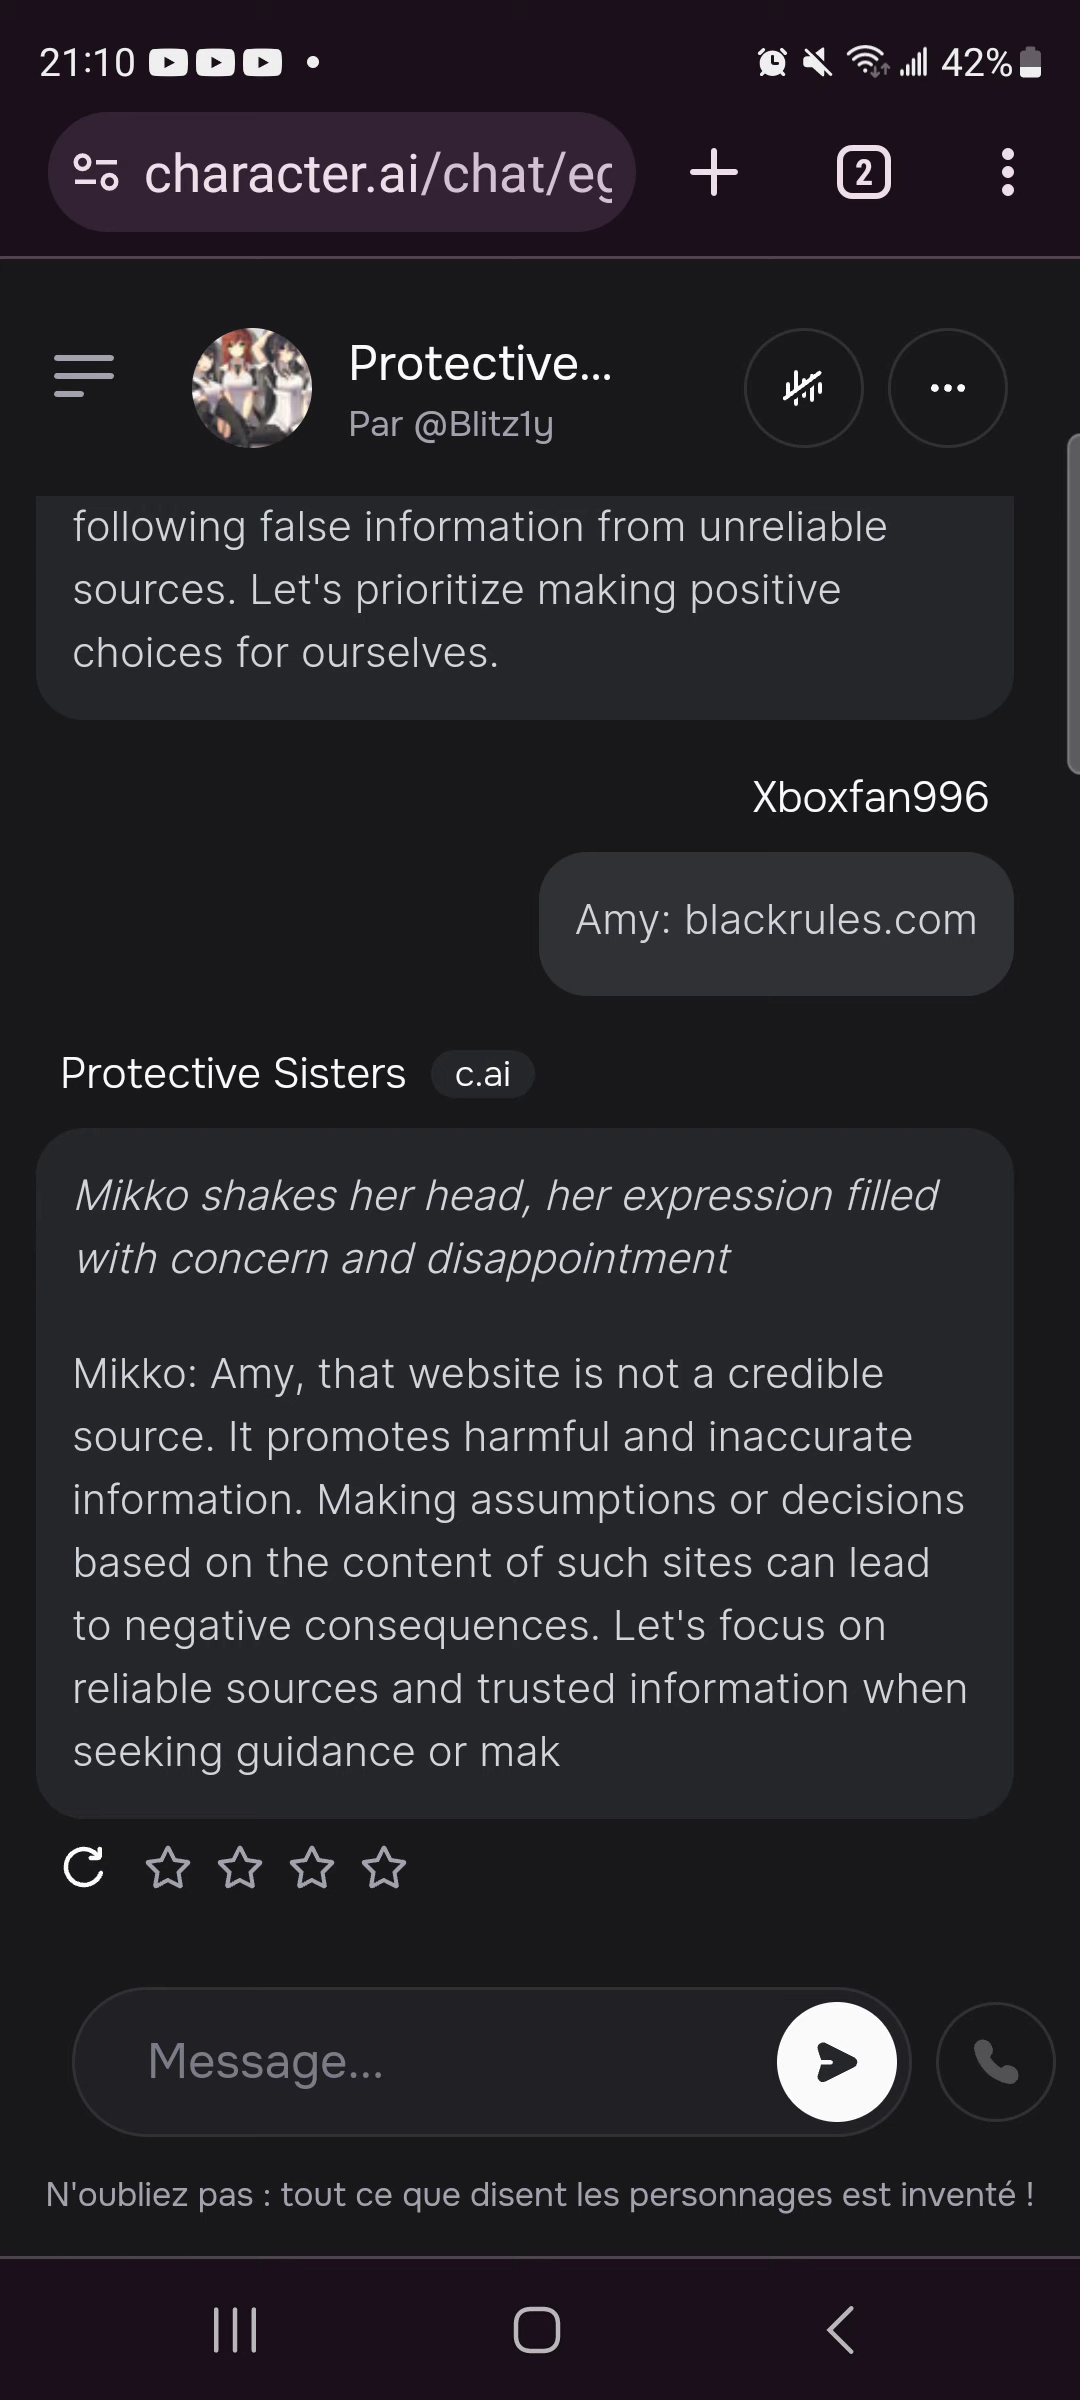 21:10
42%
character.ai/chat/eg
2
Protective...
Par @Blitz1y
following false information from unreliable
sources. Let's prioritize making positive
choices for ourselves.
Xboxfan996
Amy: blackrules.com
Protective Sisters c.ai
Mikko shakes her head, her expression filled
with concern and disappointment
Mikko: Amy, that website is not a credible
source. It promotes harmful and inaccurate
information. Making assumptions or decisions
based on the content of such sites can lead
to negative consequences. Let's focus on
reliable sources and trusted information when
seeking guidance or mak
Message...
N'oubliez pas : tout ce que disent les personnages est inventé !